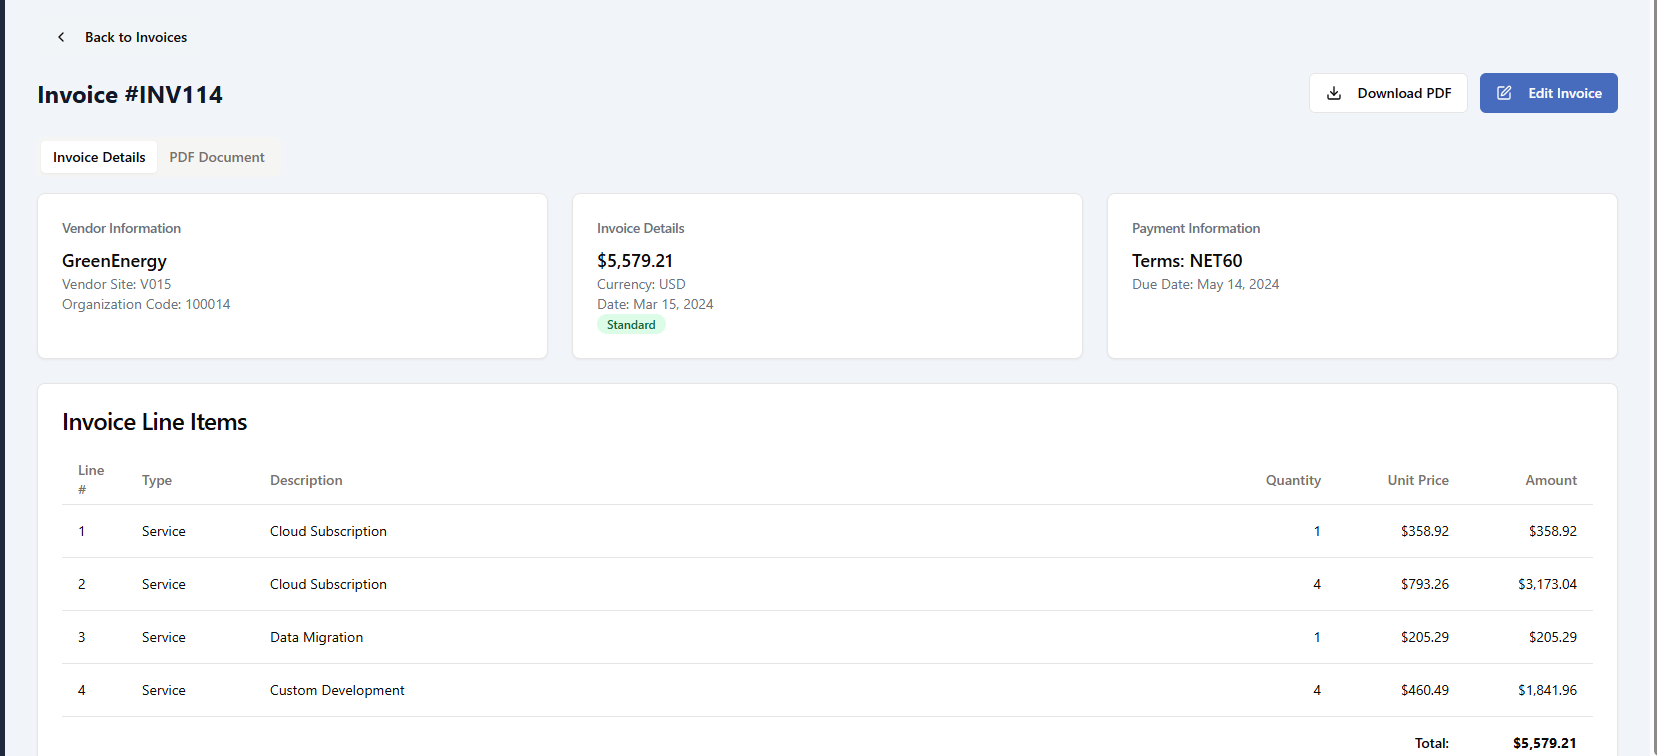 Back to Invoices
Invoice #INV114
Download PDF
Edit Invoice
Invoice Details
PDF Document
Vendor Information
GreenEnergy
Vendor Site: V015
Organization Code: 100014
Invoice Details
$5,579.21
Currency: USD
Date: Mar 15, 2024
Standard
Payment Information
Terms: NET60
Due Date: May 14, 2024
Invoice Line Items
Line # Type Description Quantity Unit Price Amount
1 Service Cloud Subscription 1 $358.92 $358.92
2 Service Cloud Subscription 4 $793.26 $3,173.04
3 Service Data Migration 1 $205.29 $205.29
4 Service Custom Development 4 $460.49 $1,841.96
Total: $5,579.21